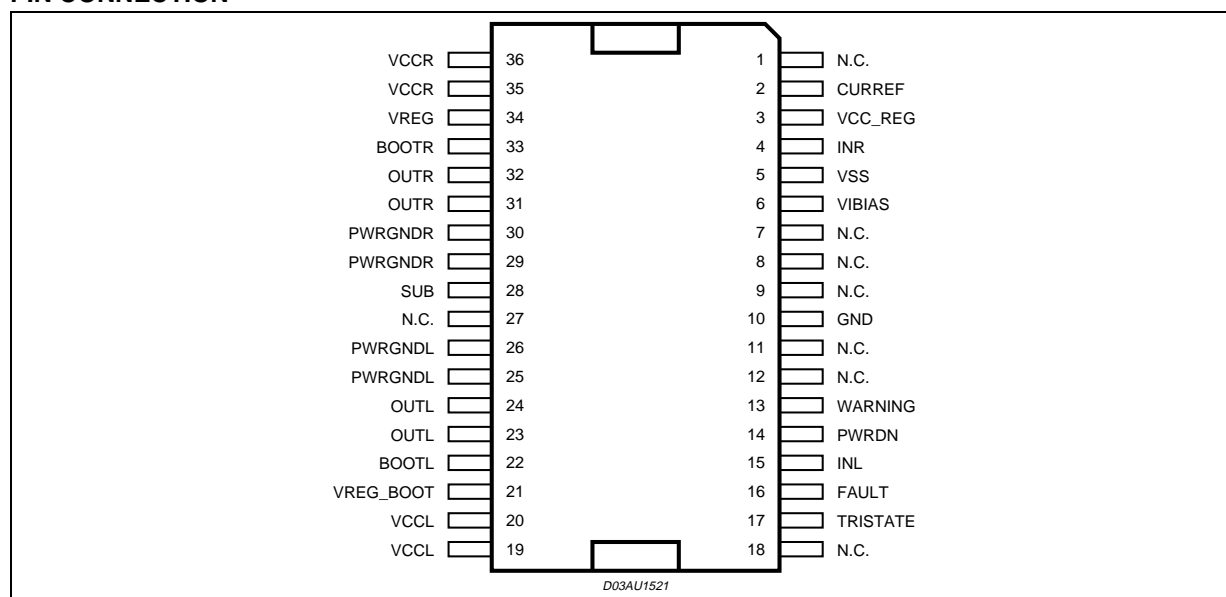 VCCR 36 1 N.C.
VCCR 35 2 CURREF
VREG 34 3 VCC_REG
BOOTR 33 4 INR
OUTR 32 5 VSS
OUTR 31 6 VIBIAS
PWRGNDR 30 7 N.C.
PWRGNDR 29 8 N.C.
SUB 28 9 N.C.
N.C. 27 10 GND
PWRGNDL 26 11 N.C.
PWRGNDL 25 12 N.C.
OUTL 24 13 WARNING
OUTL 23 14 PWRDN
BOOTL 22 15 INL
VREG_BOOT 21 16 FAULT
VCCL 20 17 TRISTATE
VCCL 19 18 N.C.
D03AU1521